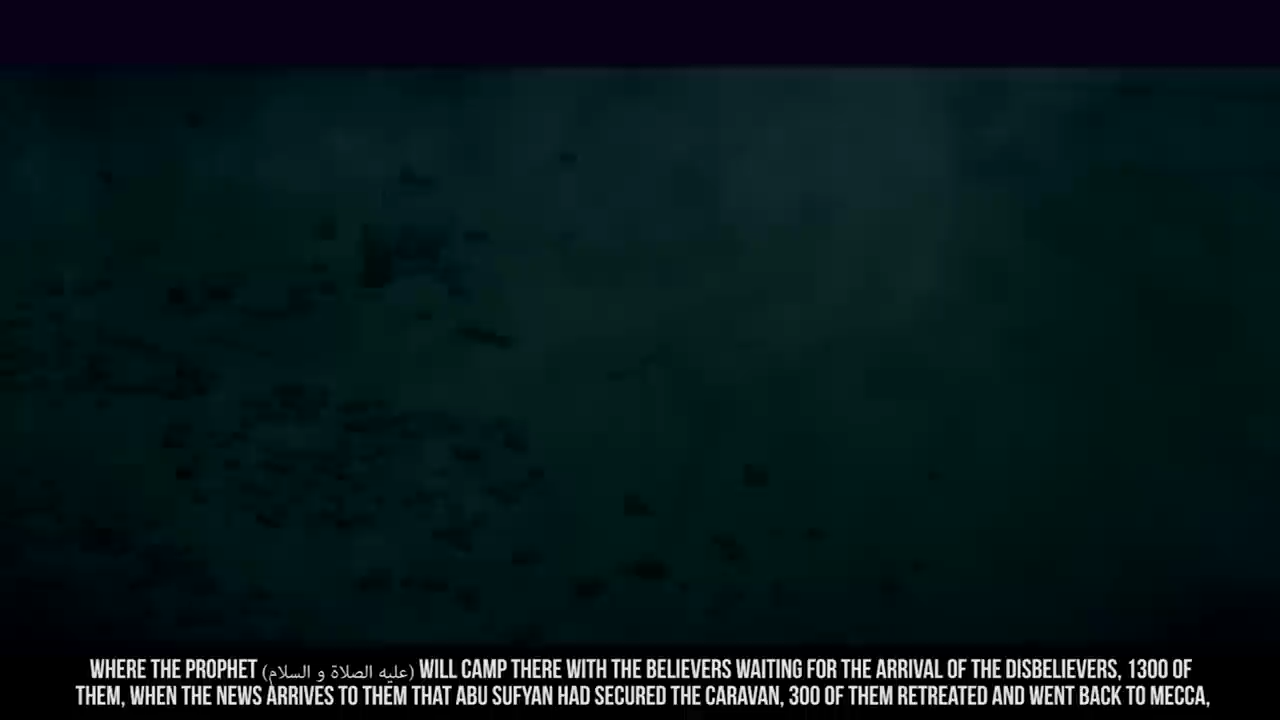 WHERE THE PROPHET (عليه الصلاة و السلام) WILL CAMP THERE WITH THE BELIEVERS WAITING FOR THE ARRIVAL OF THE DISBELIEVERS, 1300 OF
THEM, WHEN THE NEWS ARRIVES TO THEM THAT ABU SUFYAN HAD SECURED THE CARAVAN, 300 OF THEM RETREATED AND WENT BACK TO MECCA,